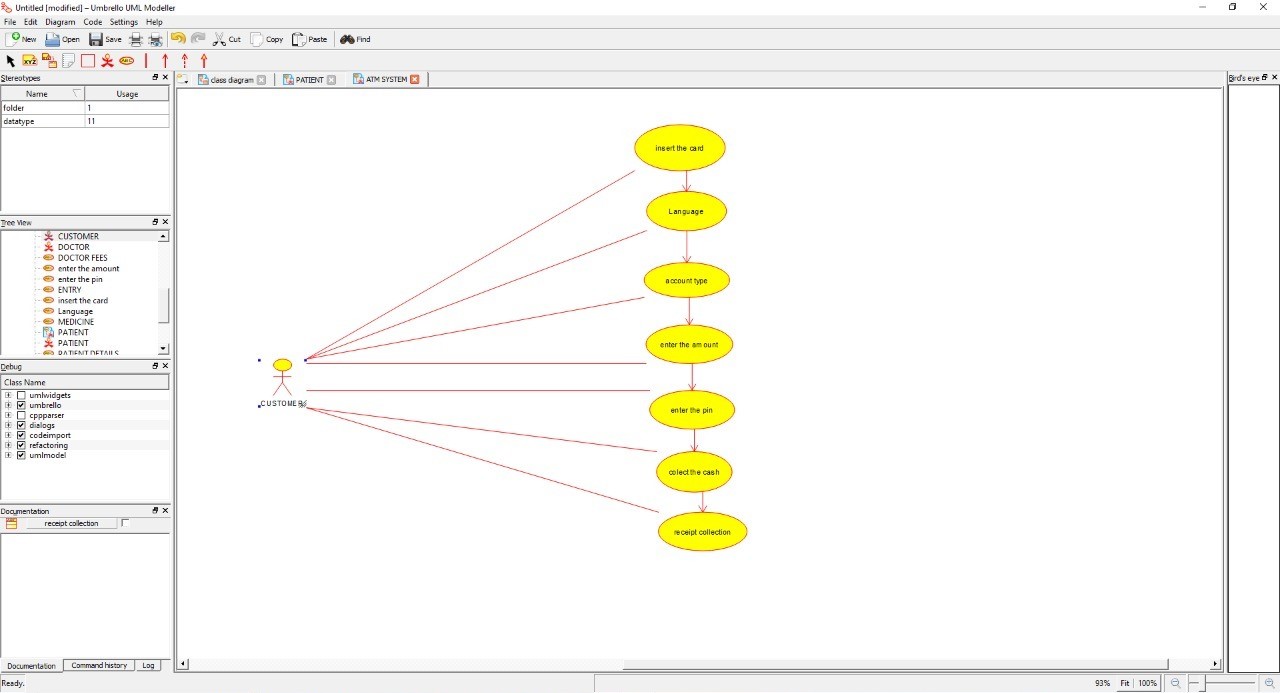 Untitled [modified] – Umbrello UML Modeller
File Edit Diagram Code Settings Help
New Open Save Cut Copy Paste Find
Stereotypes
Name Usage
folder 1
datatype 11
Tree View
CUSTOMER
DOCTOR
DOCTOR FEES
enter the amount
enter the pin
ENTRY
insert the card
Language
MEDICINE
PATIENT
PATIENT
PATIENT DETAILS
Debug
Class Name
umlwidgets
umbrello
cppparser
dialogs
codeimport
refactoring
umlmodel
Documentation
receipt collection
Documentation Command history Log
Ready.
class diagram PATIENT ATM SYSTEM
insert the card
Language
account type
enter the amount
enter the pin
colect the cash
receipt collection
CUSTOMER
Bird's eye
93% Fit 100%